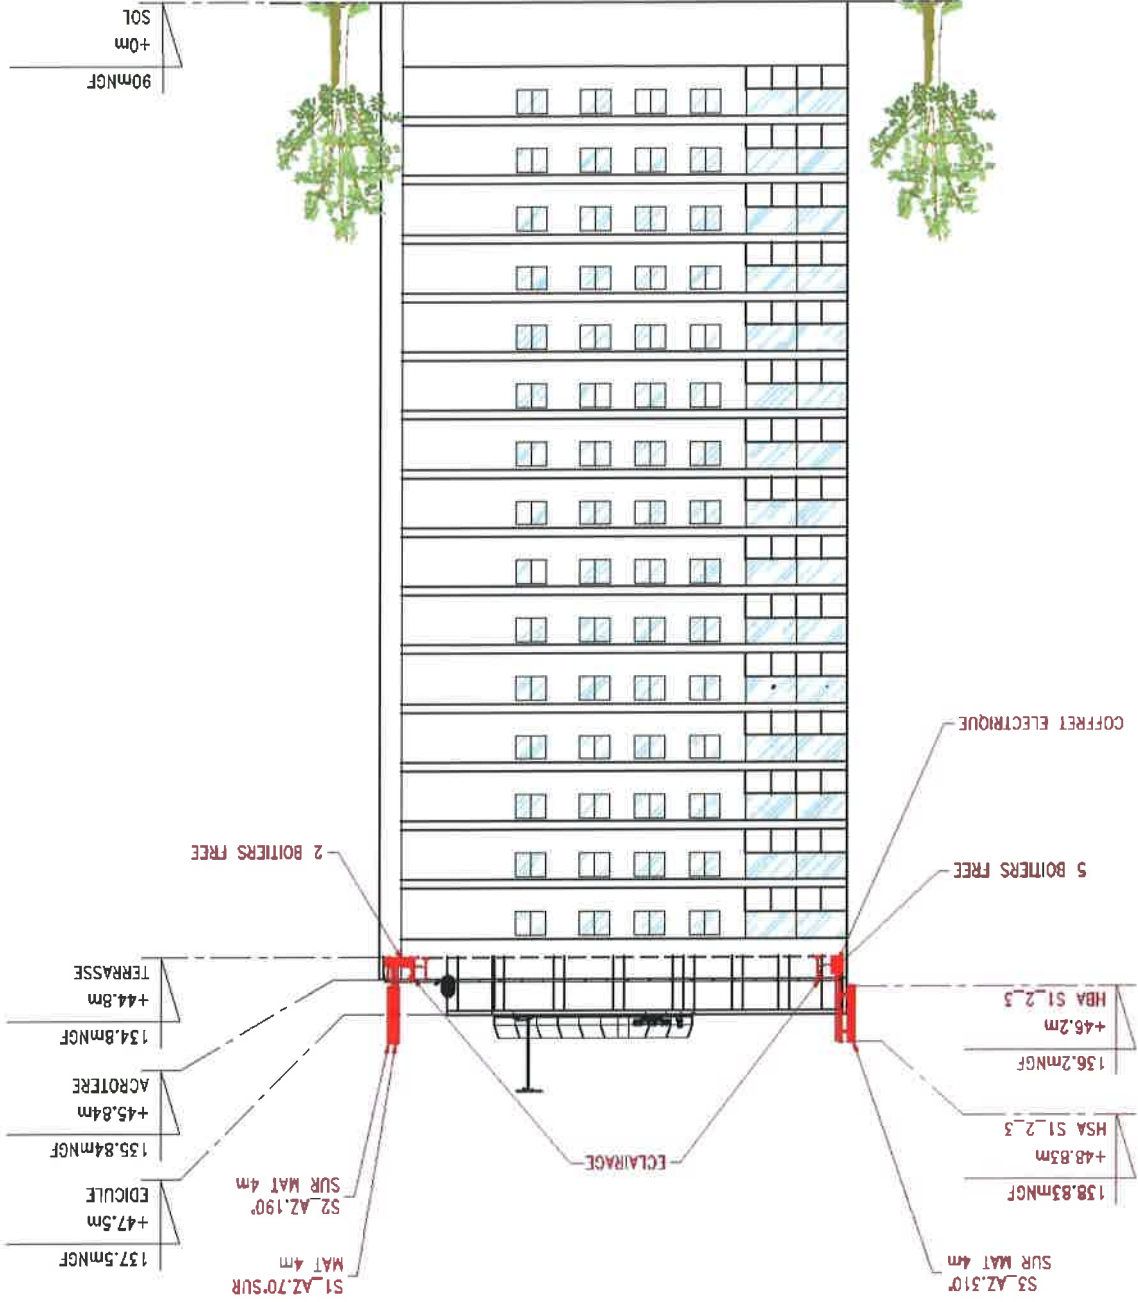 S3_AZ.310°
SUR MAT 4m
138.83mNGF
+48.83m
HSA S1_2_3
136.2mNGF
+46.2m
HBA S1_2_3
5 BOITIERS FREE
COFFRET ELECTRIQUE
ECLAIRAGE
S1_AZ.70°SUR
MAT 4m
S2_AZ.190°
SUR MAT 4m
2 BOITIERS FREE
137.5mNGF
+47.5m
EDICULE
135.84mNGF
+45.84m
ACROTERE
134.8mNGF
+44.8m
TERRASSE
90mNGF
+0m
SOL